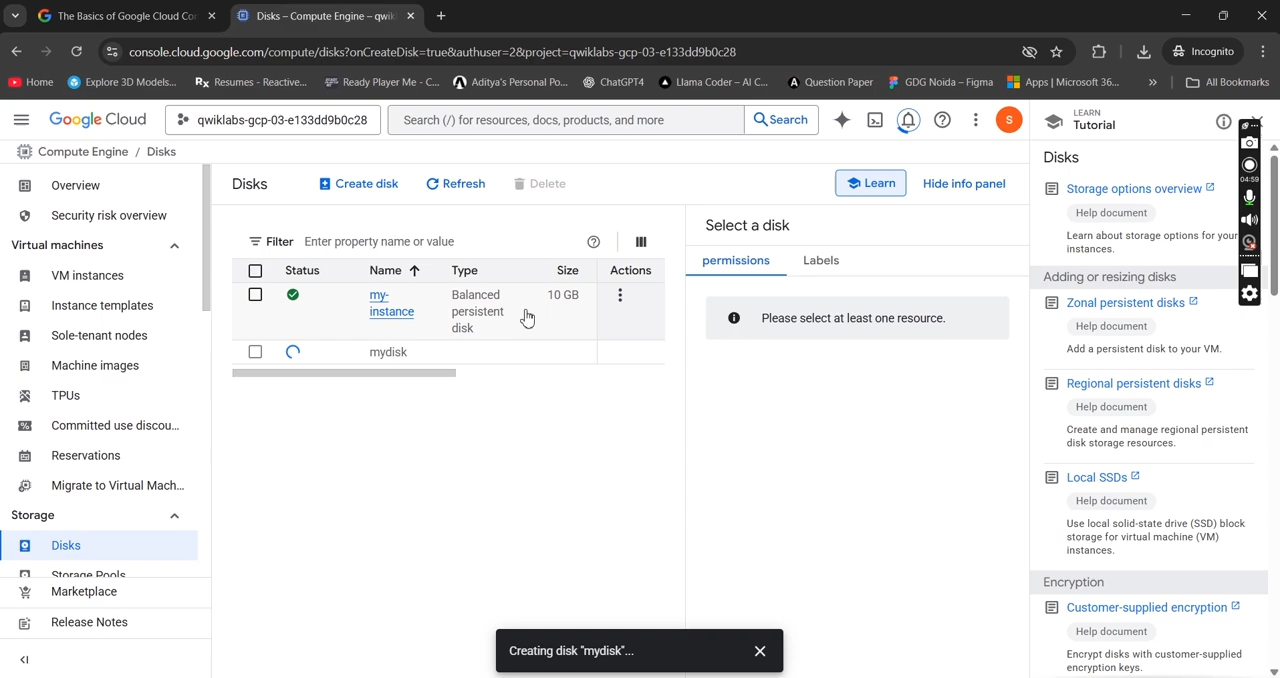 The Basics of Google Cloud Co
Disks – Compute Engine – qwik
console.cloud.google.com/compute/disks?onCreateDisk=true&authuser=2&project=qwiklabs-gcp-03-e133dd9b0c28
Incognito
Home
Explore 3D Models...
Resumes - Reactive...
Ready Player Me - C...
Aditya's Personal Po...
ChatGPT4
Llama Coder – AI C...
Question Paper
GDG Noida – Figma
Apps | Microsoft 36...
All Bookmarks
Google Cloud
qwiklabs-gcp-03-e133dd9b0c28
Search (/) for resources, docs, products, and more
Search
S
LEARN
Tutorial
Compute Engine / Disks
Overview
Security risk overview
Virtual machines
VM instances
Instance templates
Sole-tenant nodes
Machine images
TPUs
Committed use discou...
Reservations
Migrate to Virtual Mach...
Storage
Disks
Storage Pools
Marketplace
Release Notes
Disks
Create disk
Refresh
Delete
Learn
Hide info panel
Filter Enter property name or value
Status Name Type Size Actions
my-instance Balanced persistent disk 10 GB
mydisk
Select a disk
permissions
Labels
Please select at least one resource.
Creating disk "mydisk"...
Disks
Storage options overview
Help document
Learn about storage options for your
instances.
Adding or resizing disks
Zonal persistent disks
Help document
Add a persistent disk to your VM.
Regional persistent disks
Help document
Create and manage regional persistent
disk storage resources.
Local SSDs
Help document
Use local solid-state drive (SSD) block
storage for virtual machine (VM)
instances.
Encryption
Customer-supplied encryption
Help document
Encrypt disks with customer-supplied
encryption keys.
04:59